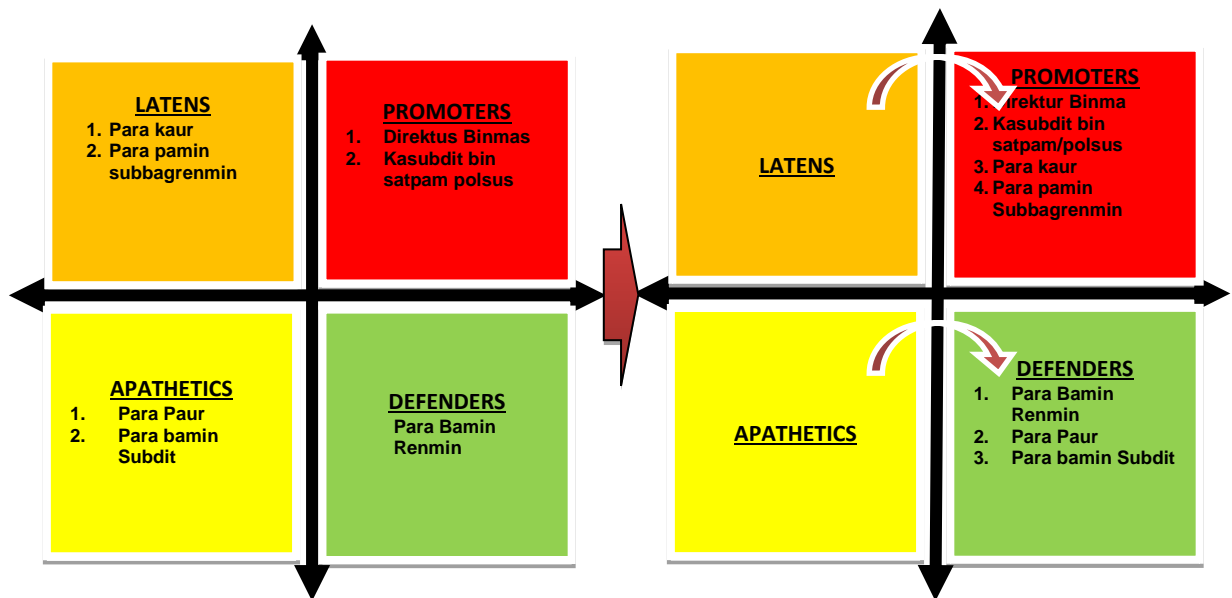 LATENS
1. Para kaur
2. Para pamin
subbagrenmin
PROMOTERS
1. Direktus Binmas
2. Kasubdit bin
satpam polsus
APATHETICS
1. Para Paur
2. Para bamin
Subdit
DEFENDERS
Para Bamin
Renmin
LATENS
PROMOTERS
1. Direktur Binma
2. Kasubdit bin
satpam/polsus
3. Para kaur
4. Para pamin
Subbagrenmin
APATHETICS
DEFENDERS
1. Para Bamin
Renmin
2. Para Paur
3. Para bamin Subdit